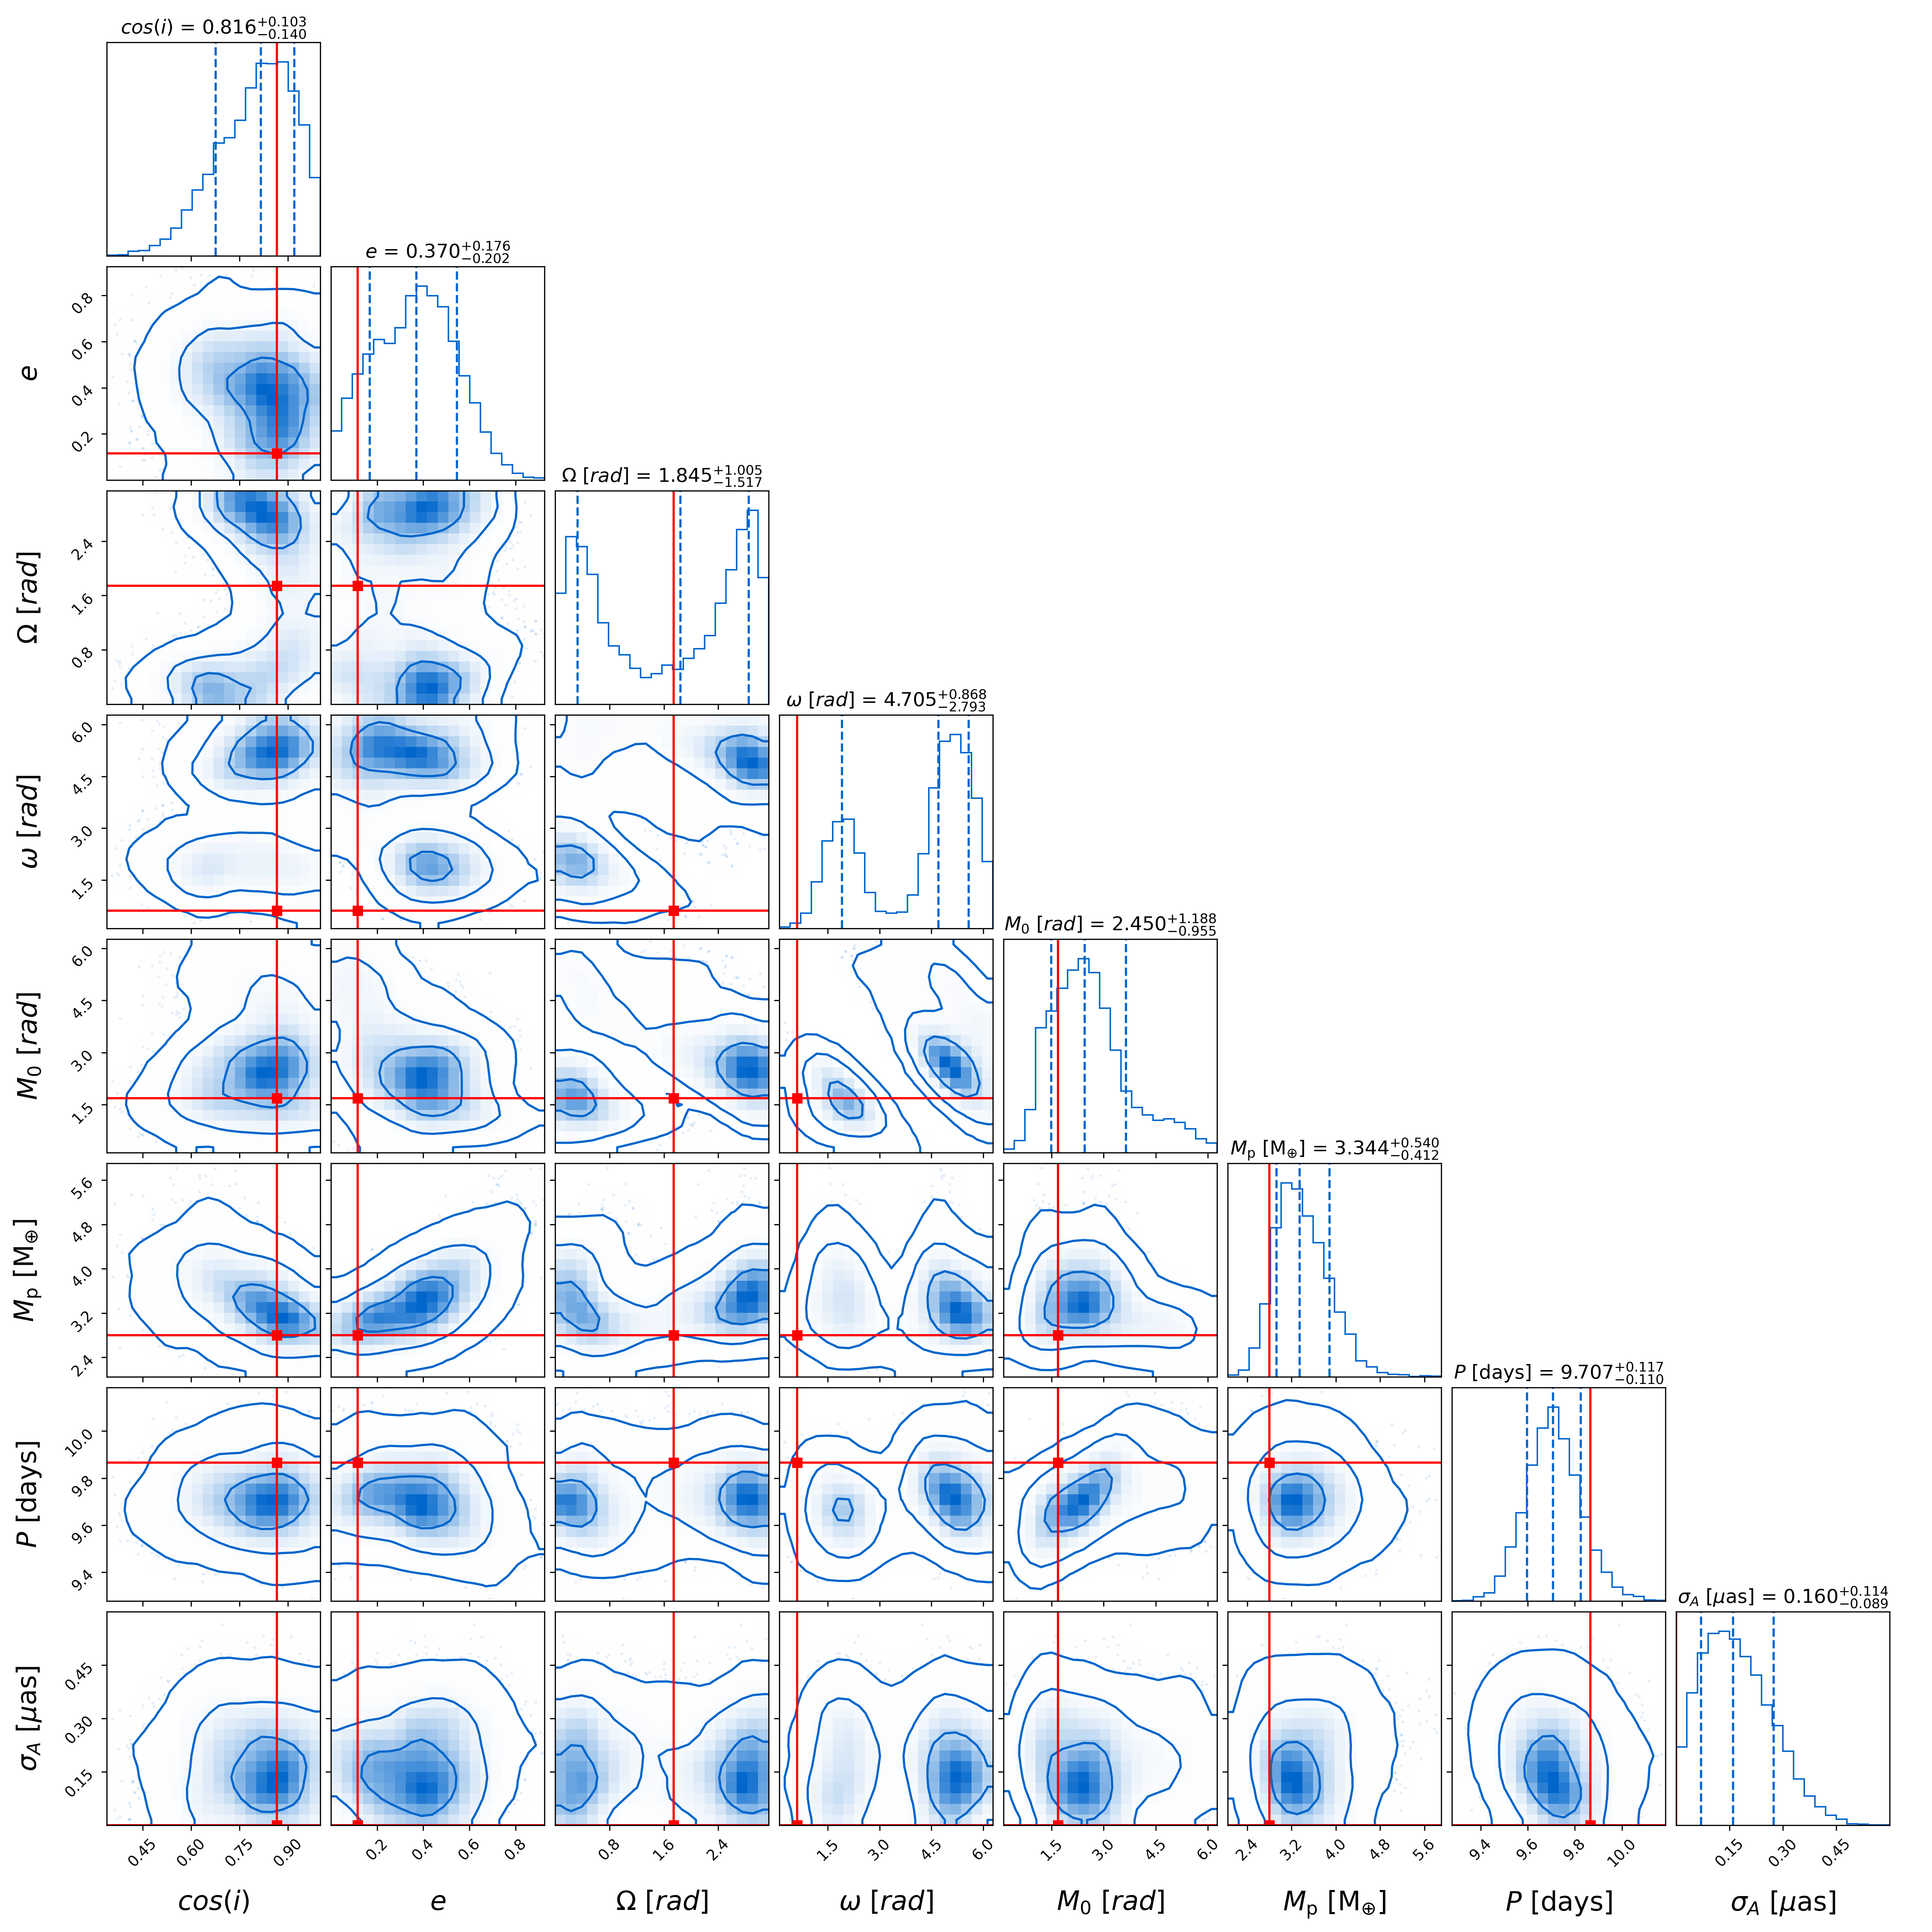 cos(i) = 0.816+0.103 −0.140
e = 0.370+0.176 −0.202
0.8
0.6
0.4
0.2
e
Ω [rad] = 1.845+1.005 −1.517
2.4
1.6
0.8
Ω [rad]
ω [rad] = 4.705+0.868 −2.793
6.0
4.5
3.0
1.5
ω [rad]
M0 [rad] = 2.450+1.188 −0.955
6.0
4.5
3.0
1.5
M0 [rad]
Mp [M⊕] = 3.344+0.540 −0.412
5.6
4.8
4.0
3.2
2.4
Mp [M⊕]
P [days] = 9.707+0.117 −0.110
10.0
9.8
9.6
9.4
P [days]
σA [μas] = 0.160+0.114 −0.089
0.45
0.30
0.15
σA [μas]
0.45 0.60 0.75 0.90 0.2 0.4 0.6 0.8 0.8 1.6 2.4 1.5 3.0 4.5 6.0 1.5 3.0 4.5 6.0 2.4 3.2 4.0 4.8 5.6 9.4 9.6 9.8 10.0 0.15 0.30 0.45
cos(i) e Ω [rad] ω [rad] M0 [rad] Mp [M⊕] P [days] σA [μas]